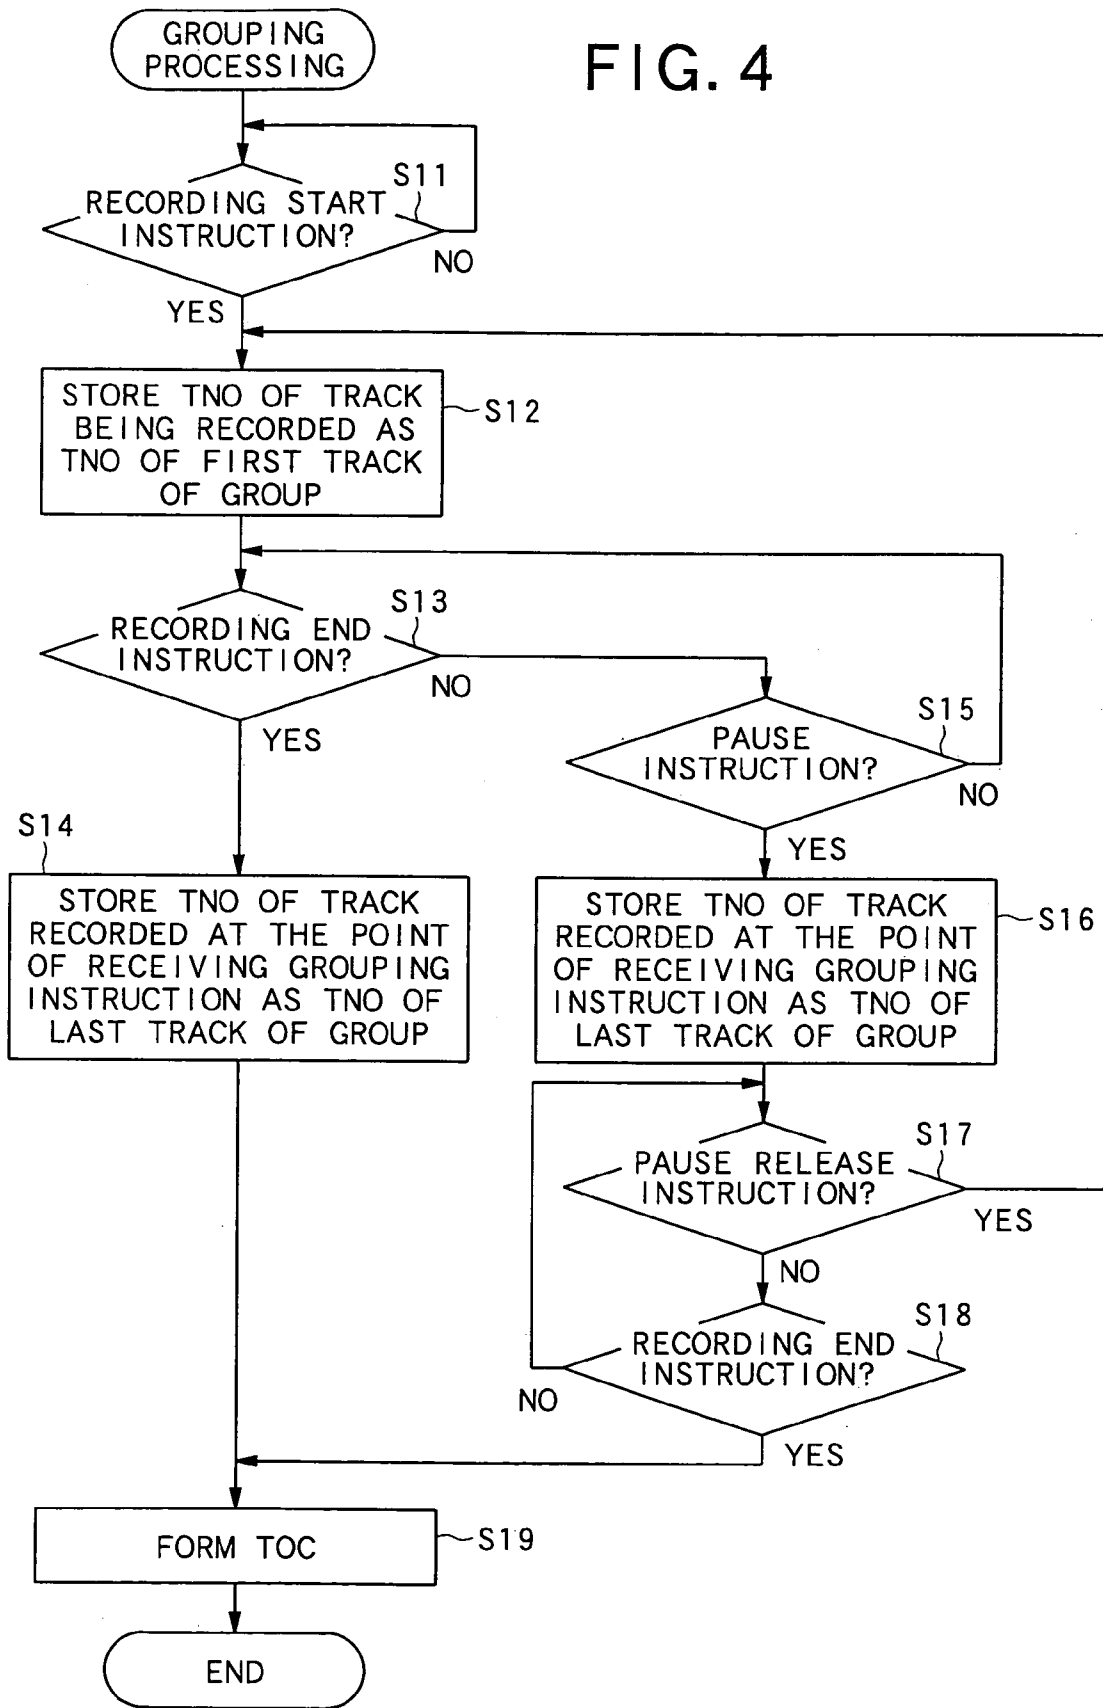 GROUPING
PROCESSING
FIG. 4
S11
RECORDING START
INSTRUCTION?
NO
YES
STORE TNO OF TRACK
BEING RECORDED AS
TNO OF FIRST TRACK
OF GROUP
S12
S13
RECORDING END
INSTRUCTION?
NO
YES
S15
PAUSE
INSTRUCTION?
NO
YES
S14
STORE TNO OF TRACK
RECORDED AT THE POINT
OF RECEIVING GROUPING
INSTRUCTION AS TNO OF
LAST TRACK OF GROUP
STORE TNO OF TRACK
RECORDED AT THE POINT
OF RECEIVING GROUPING
INSTRUCTION AS TNO OF
LAST TRACK OF GROUP
S16
S17
PAUSE RELEASE
INSTRUCTION?
YES
NO
S18
RECORDING END
INSTRUCTION?
NO
YES
FORM TOC
S19
END